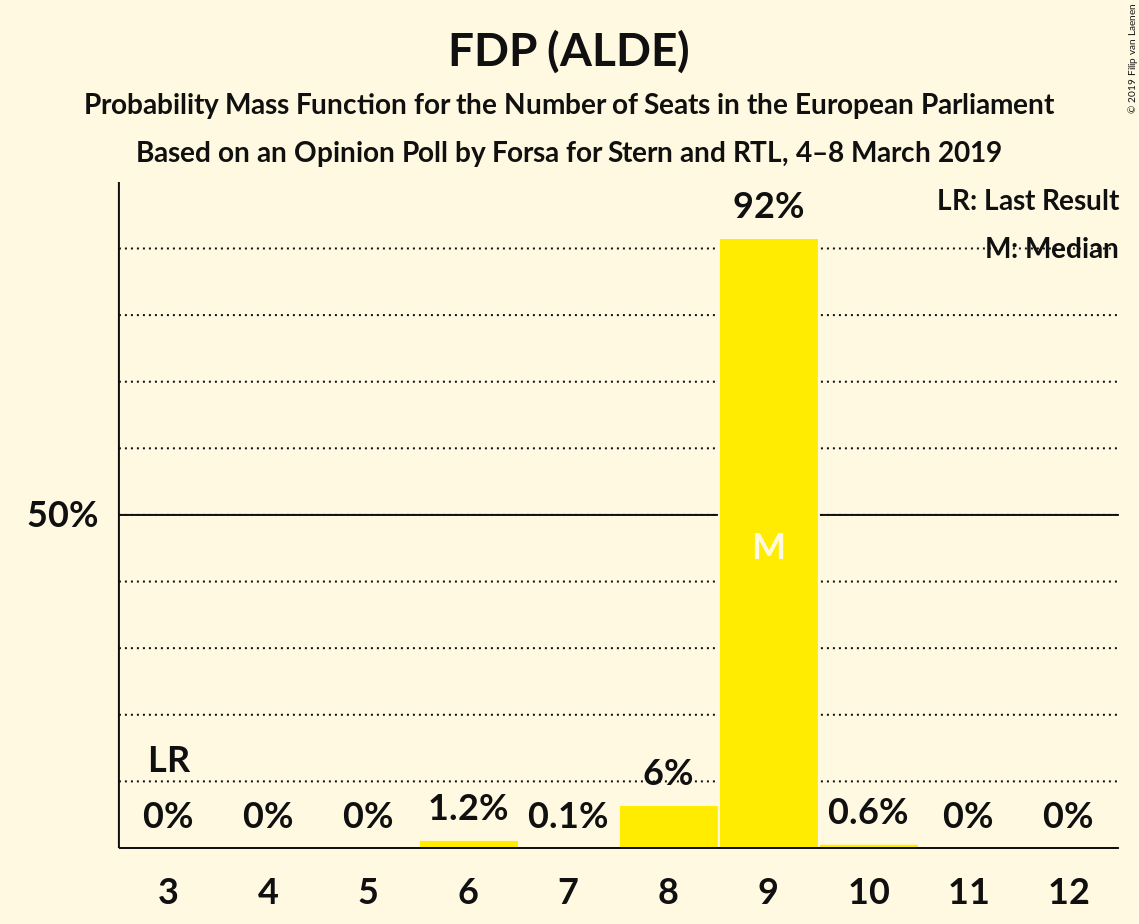 FDP (ALDE)
Probability Mass Function for the Number of Seats in the European Parliament
Based on an Opinion Poll by Forsa for Stern and RTL, 4–8 March 2019
© 2019 Filip van Laenen
LR: Last Result
M: Median
92%
50%
M
LR
6%
0% 0% 0% 1.2% 0.1% 0.6% 0% 0%
3 4 5 6 7 8 9 10 11 12